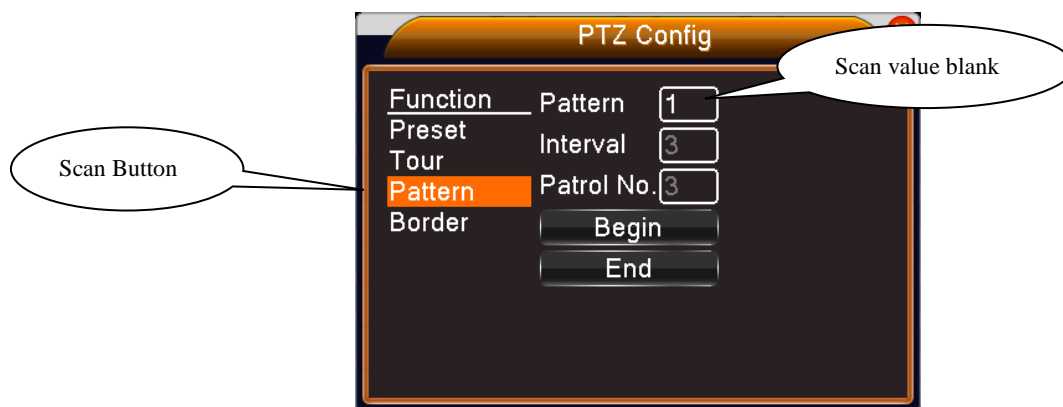 PTZ Config
Scan value blank
Function
Pattern 1
Preset
Interval 3
Tour
Scan Button
Pattern
Patrol No. 3
Border
Begin
End